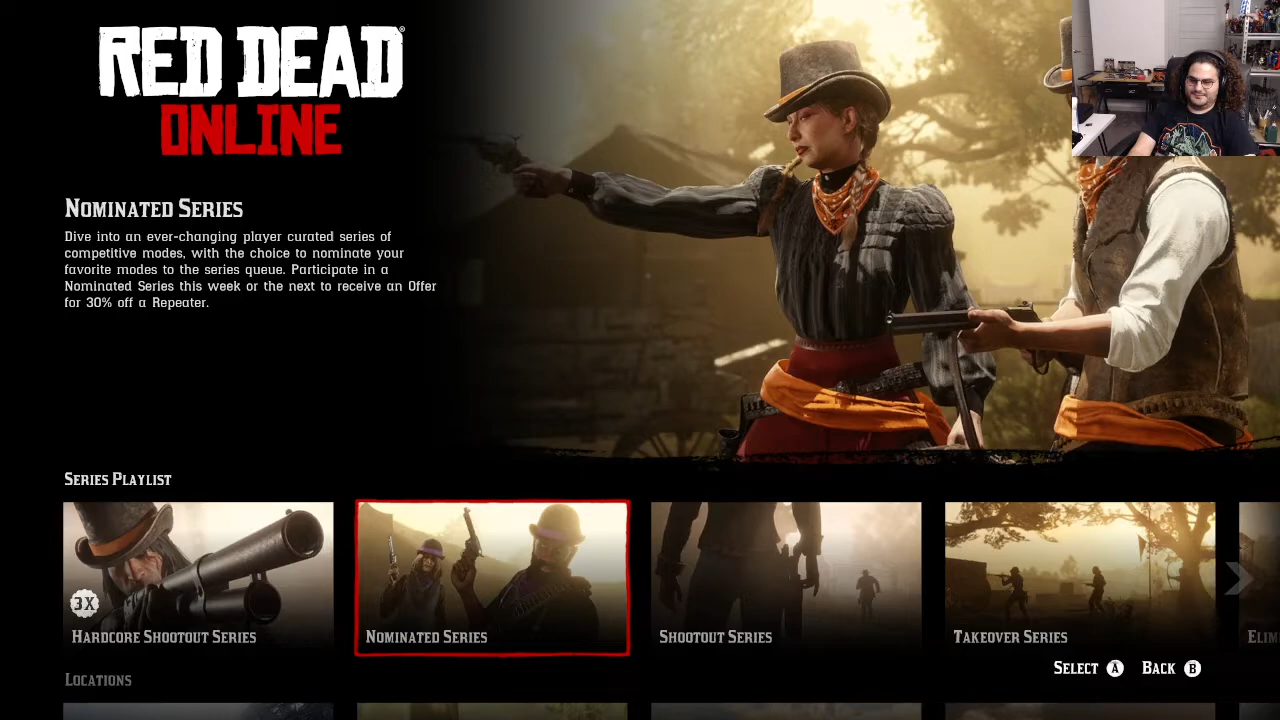 RED DEAD®
ONLINE
NOMINATED SERIES
Dive into an ever-changing player curated series of
competitive modes, with the choice to nominate your
favorite modes to the series queue. Participate in a
Nominated Series this week or the next to receive an Offer
for 30% off a Repeater.
SERIES PLAYLIST
3X
HARDCORE SHOOTOUT SERIES
NOMINATED SERIES
SHOOTOUT SERIES
TAKEOVER SERIES
ELIM
SELECT A BACK B
LOCATIONS